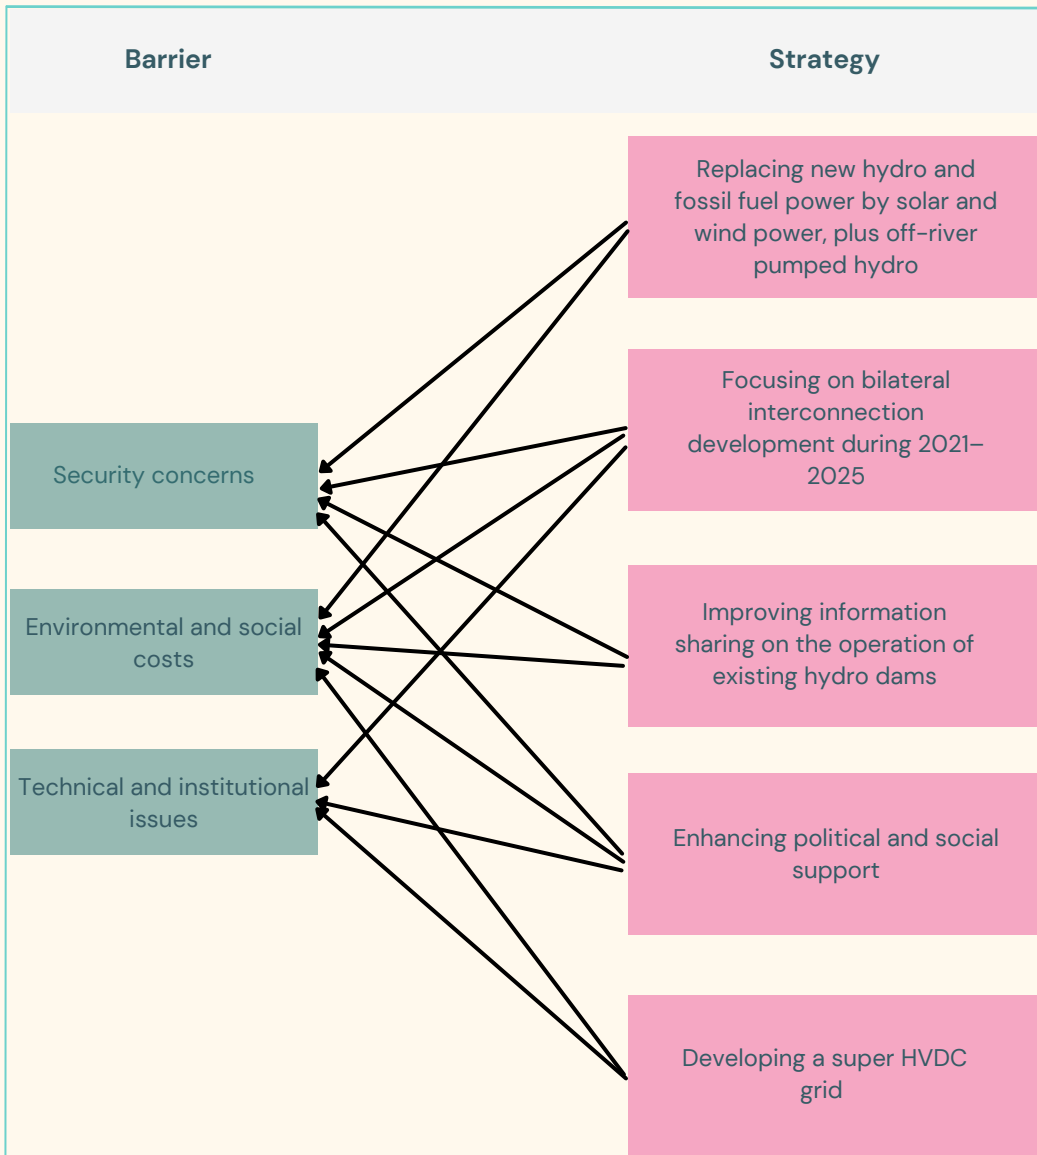 Barrier
Strategy
Replacing new hydro and
fossil fuel power by solar and
wind power, plus off-river
pumped hydro
Focusing on bilateral
interconnection
development during 2021–
2025
Security concerns
Improving information
sharing on the operation of
existing hydro dams
Environmental and social
costs
Technical and institutional
issues
Enhancing political and social
support
Developing a super HVDC
grid